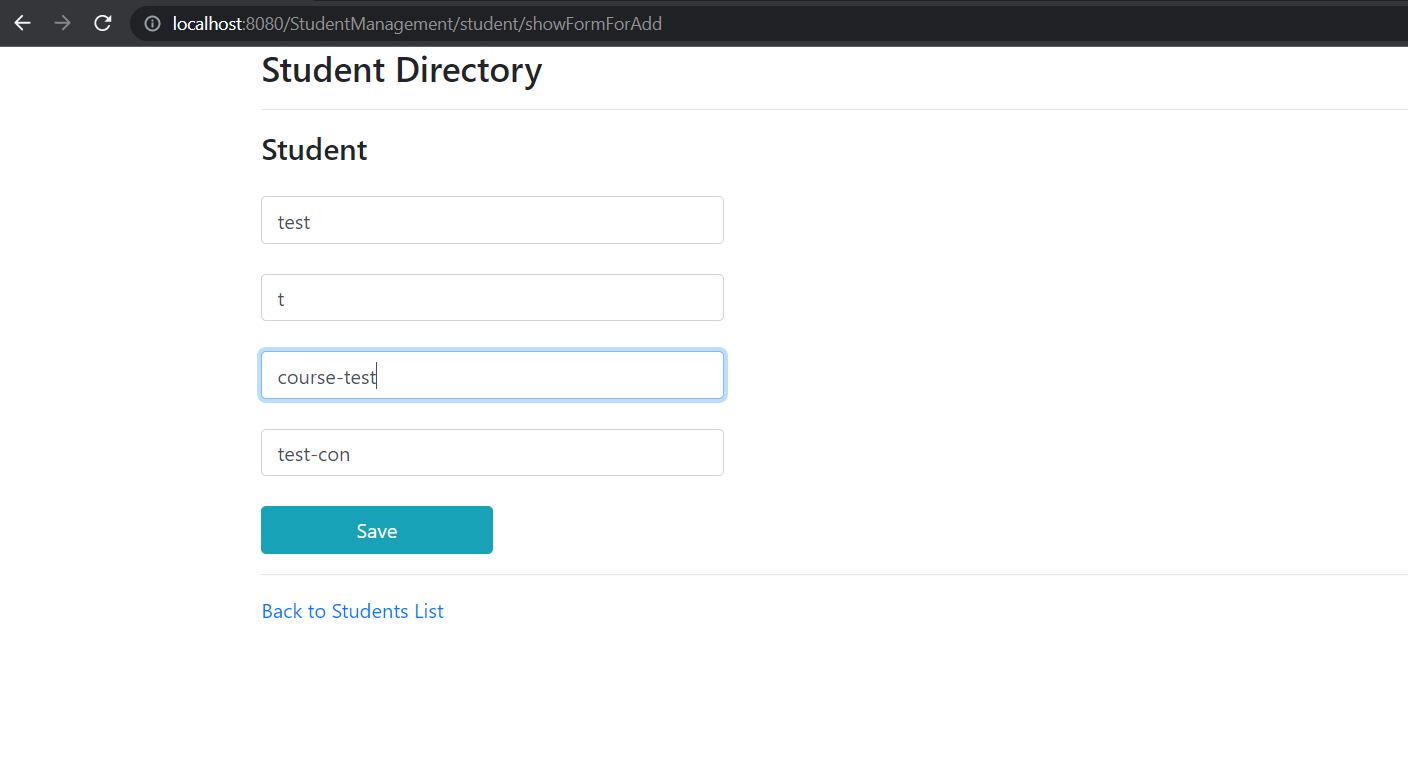 localhost:8080/StudentManagement/student/showFormForAdd
Student Directory
Student
test
t
course-test
test-con
Save
Back to Students List